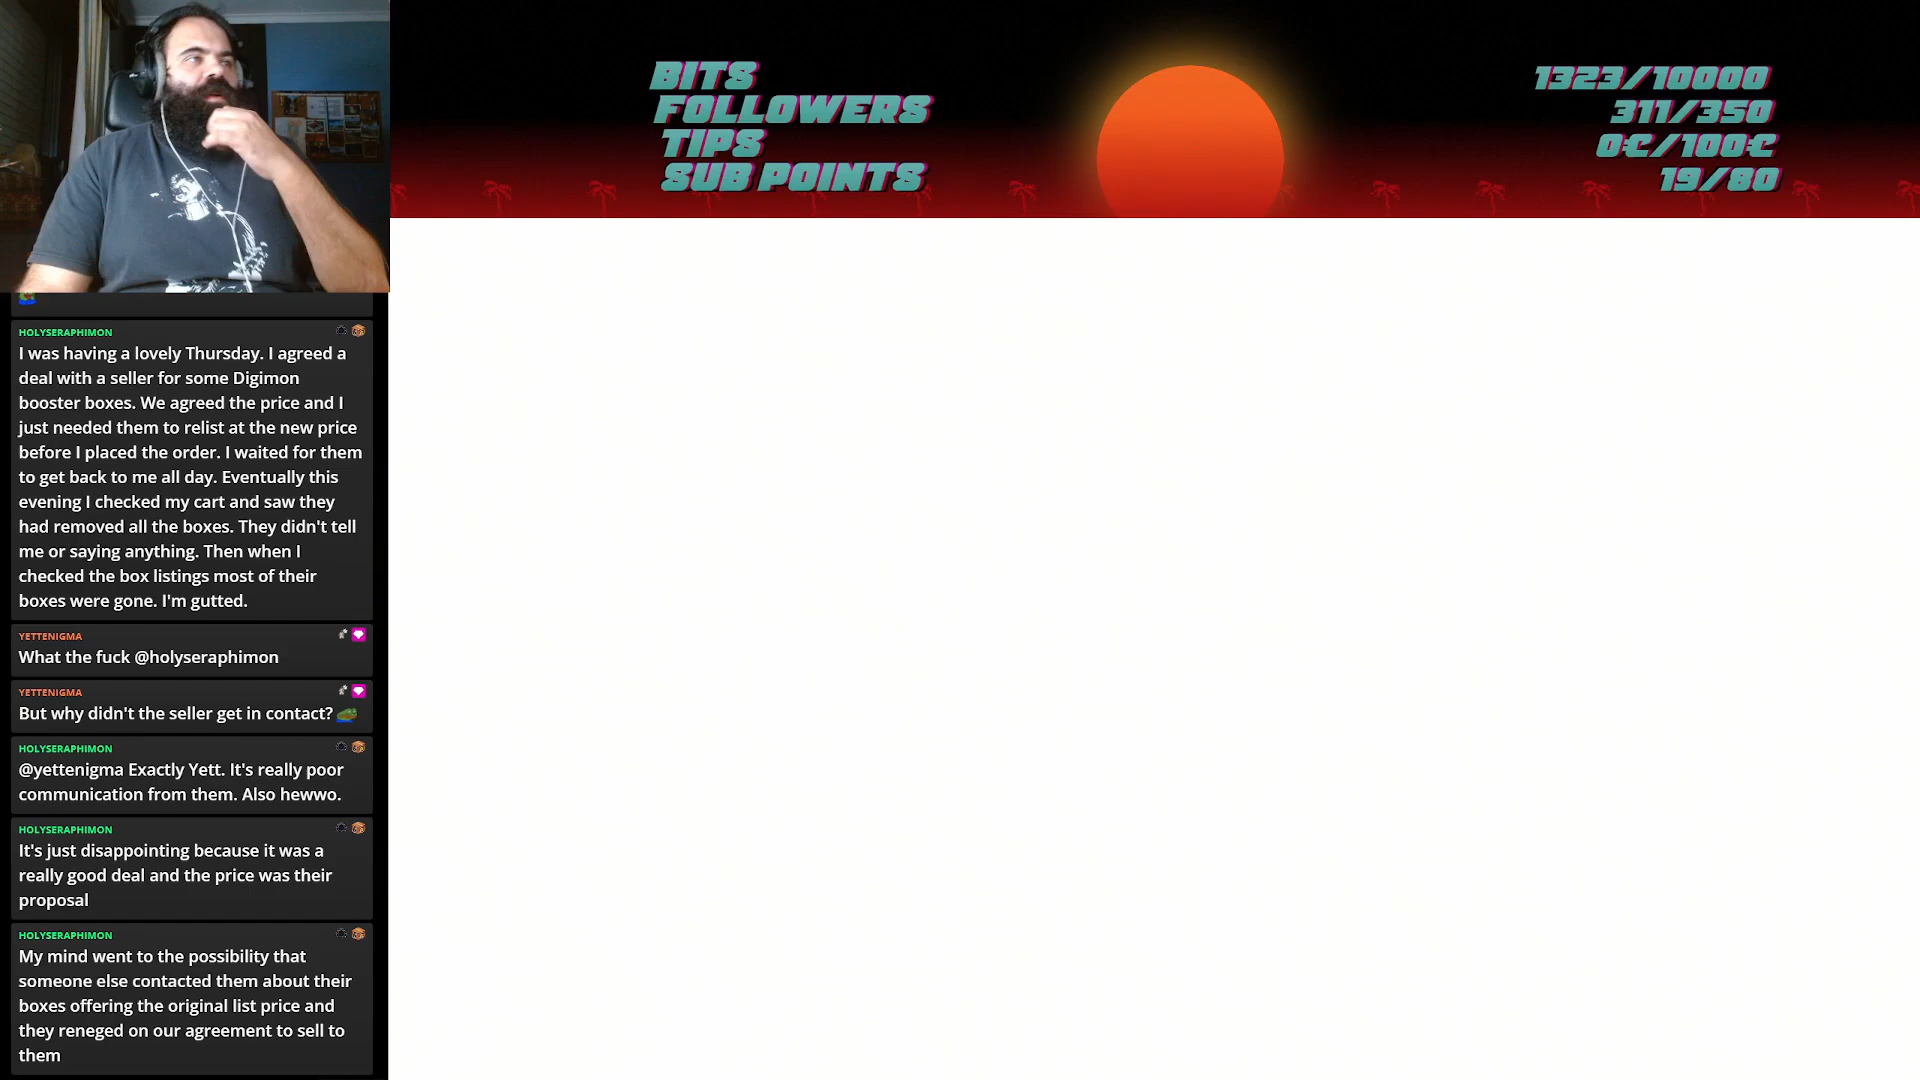 BITS
FOLLOWERS
TIPS
SUB POINTS
1323/10000
311/350
0€/100€
19/80
HOLYSERAPHIMON
I was having a lovely Thursday. I agreed a
deal with a seller for some Digimon
booster boxes. We agreed the price and I
just needed them to relist at the new price
before I placed the order. I waited for them
to get back to me all day. Eventually this
evening I checked my cart and saw they
had removed all the boxes. They didn't tell
me or saying anything. Then when I
checked the box listings most of their
boxes were gone. I'm gutted.
YETTENIGMA
What the fuck @holyseraphimon
YETTENIGMA
But why didn't the seller get in contact?
HOLYSERAPHIMON
@yettenigma Exactly Yett. It's really poor
communication from them. Also hewwo.
HOLYSERAPHIMON
It's just disappointing because it was a
really good deal and the price was their
proposal
HOLYSERAPHIMON
My mind went to the possibility that
someone else contacted them about their
boxes offering the original list price and
they reneged on our agreement to sell to
them